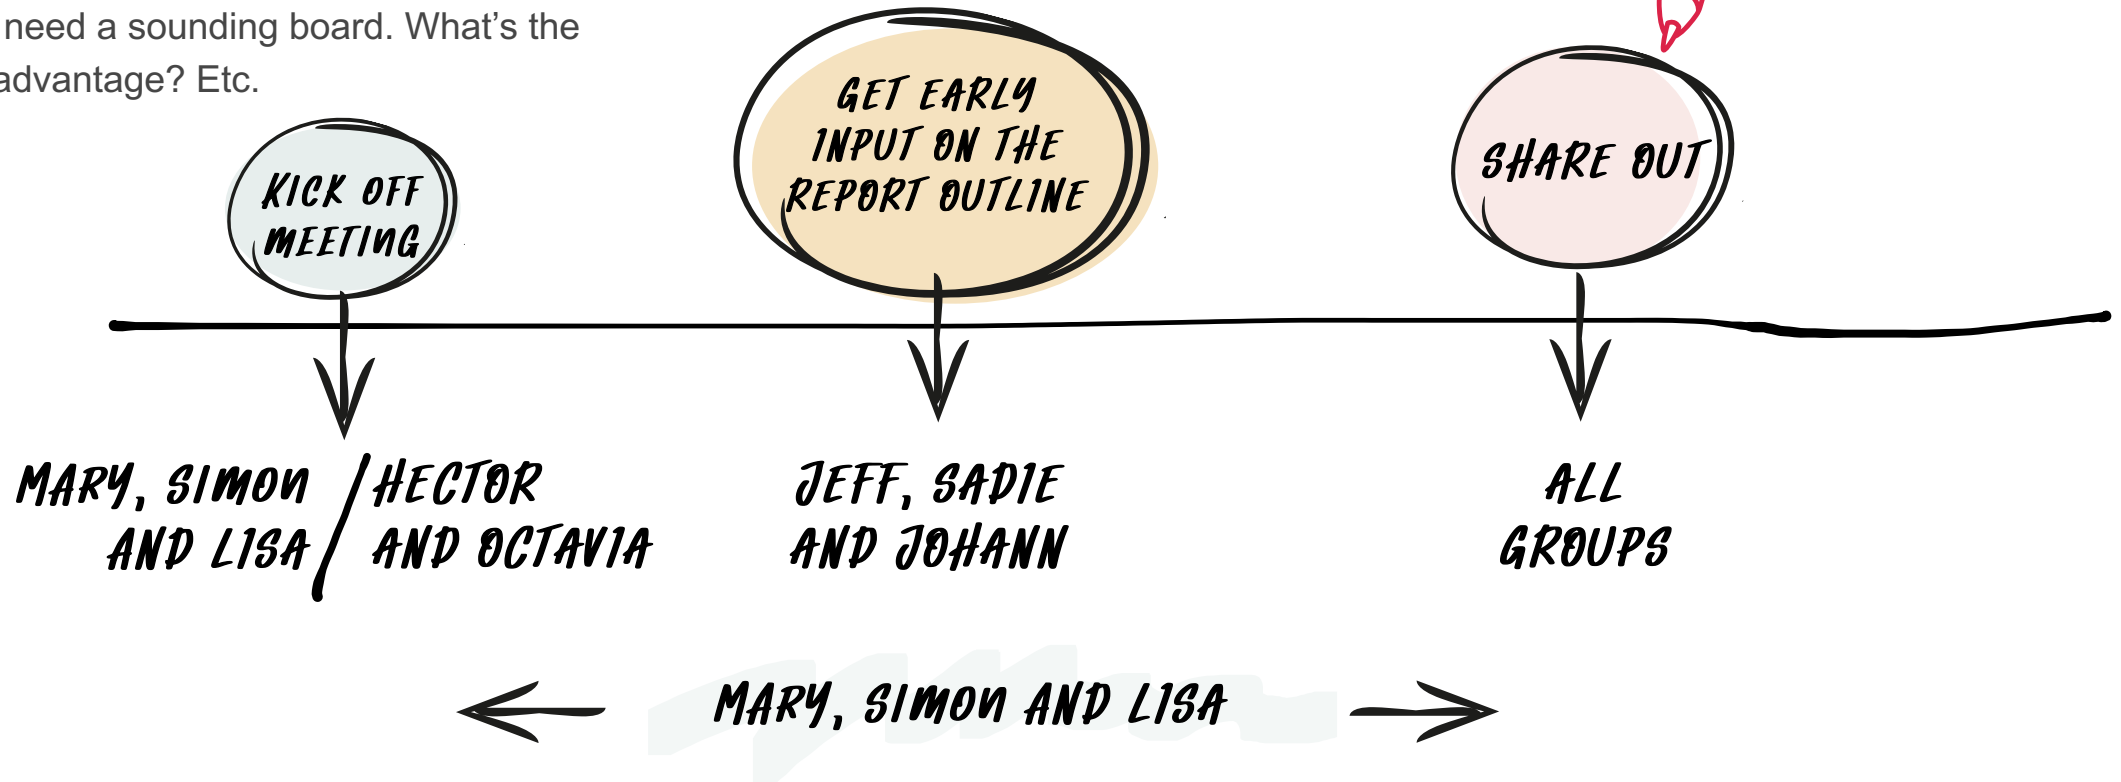 need a sounding board. What’s the
advantage? Etc.
KICK OFF
MEETING
GET EARLY
INPUT ON THE
REPORT OUTLINE
SHARE OUT
MARY, SIMON
AND LISA
/
HECTOR
AND OCTAVIA
JEFF, SADIE
AND JOHANN
ALL
GROUPS
MARY, SIMON AND LISA